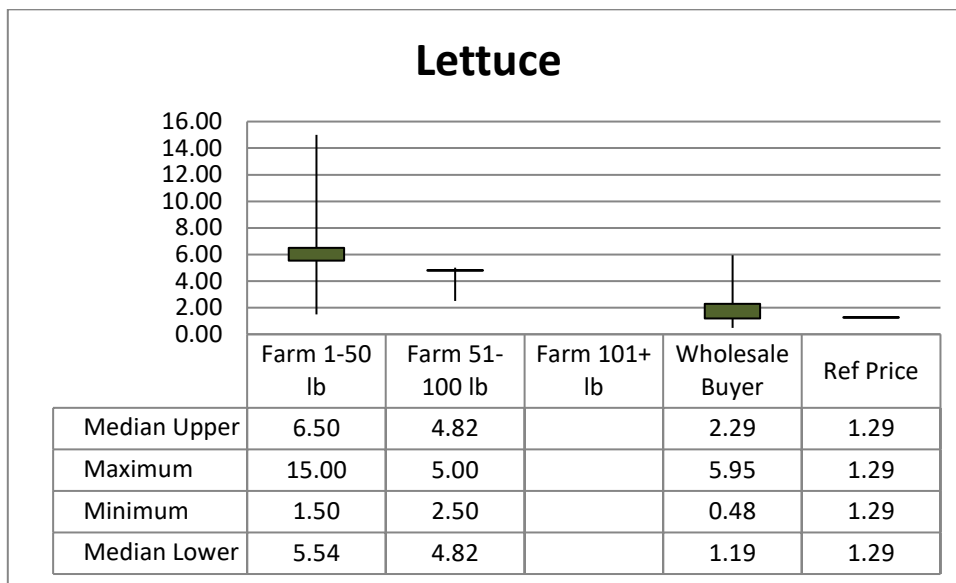 Lettuce
16.00
14.00
12.00
10.00
8.00
6.00
4.00
2.00
0.00
Farm 1-50 lb
Farm 51-100 lb
Farm 101+ lb
Wholesale Buyer
Ref Price
Median Upper 6.50 4.82 2.29 1.29
Maximum 15.00 5.00 5.95 1.29
Minimum 1.50 2.50 0.48 1.29
Median Lower 5.54 4.82 1.19 1.29